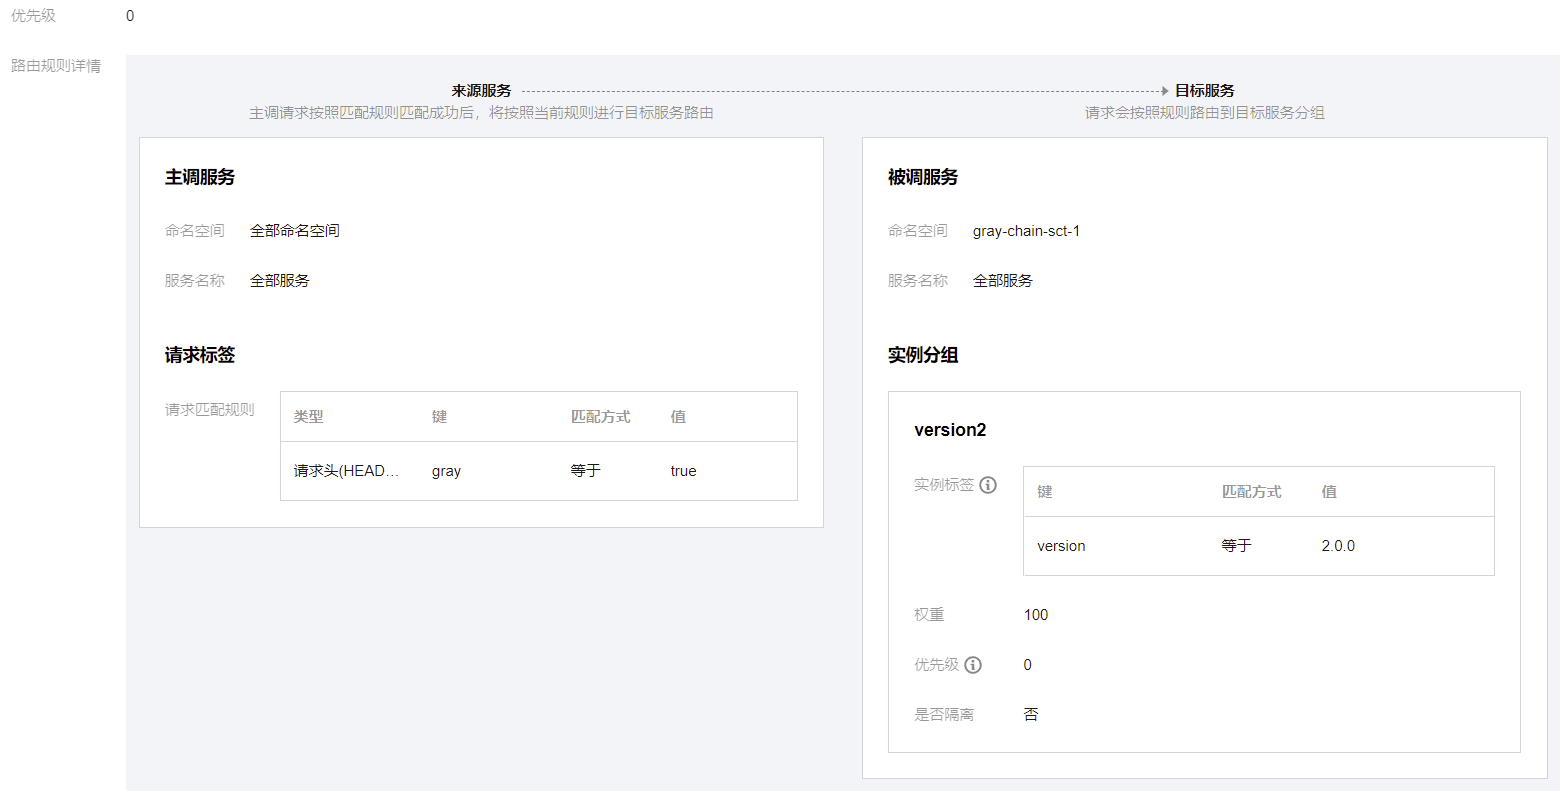 优先级 0
路由规则详情
来源服务 目标服务
主调请求按照匹配规则匹配成功后，将按照当前规则进行目标服务路由 请求会按照规则路由到目标服务分组
主调服务
命名空间 全部命名空间
服务名称 全部服务
请求标签
请求匹配规则
类型 键 匹配方式 值
请求头(HEAD... gray 等于 true
被调服务
命名空间 gray-chain-sct-1
服务名称 全部服务
实例分组
version2
实例标签
键 匹配方式 值
version 等于 2.0.0
权重 100
优先级 0
是否隔离 否